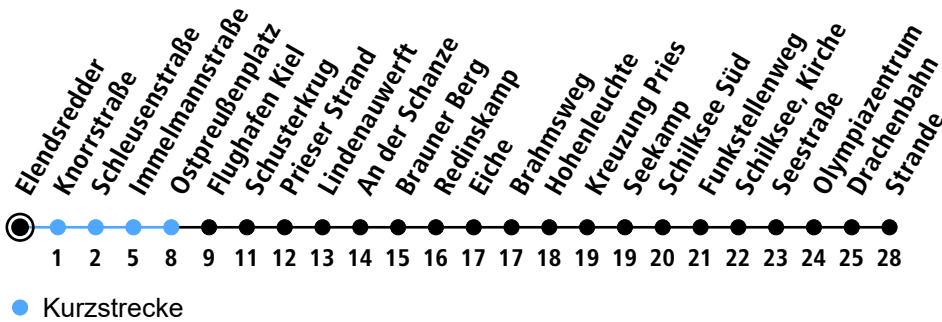 Elendsredder
Knorrstraße
Schleusenstraße
Immelmannstraße
Ostpreußenplatz
Flughafen Kiel
Schusterkrug
Prieser Strand
Lindenauwerft
An der Schanze
Brauner Berg
Redinskamp
Eiche
Brahmsweg
Hohenleuchte
Kreuzung Pries
Seekamp
Schilksee Süd
Funkstellenweg
Schilksee, Kirche
Seestraße
Olympiazentrum
Drachenbahn
Strande
1 2 5 8 9 11 12 13 14 15 16 17 17 18 19 19 20 21 22 23 24 25 28
Kurzstrecke